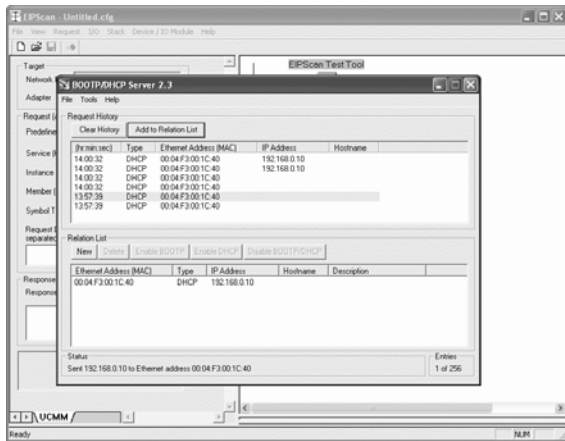 EIPScan - Untitled.cfg
File View Request I/O Stack Device / IO Module Help
EIPScan Test Tool
Target
Network
Adapter
Request (
Predefine
Service (
Instance
Member (
Symbol T
Request D
separated
Response
Response
BOOTP/DHCP Server 2.3
File Tools Help
Request History
Clear History Add to Relation List
(hr:min:sec) Type Ethernet Address (MAC) IP Address Hostname
14:00:32 DHCP 00:04:F3:00:1C:40 192.168.0.10
14:00:32 DHCP 00:04:F3:00:1C:40 192.168.0.10
14:00:32 DHCP 00:04:F3:00:1C:40
14:00:32 DHCP 00:04:F3:00:1C:40
13:57:39 DHCP 00:04:F3:00:1C:40
13:57:39 DHCP 00:04:F3:00:1C:40
Relation List
New Delete Enable BOOTP Enable DHCP Disable BOOTP/DHCP
Ethernet Address (MAC) Type IP Address Hostname Description
00:04:F3:00:1C:40 DHCP 192.168.0.10
Status
Sent 192.168.0.10 to Ethernet address 00:04:F3:00:1C:40
Entries
1 of 256
UCMM
Ready
NUM